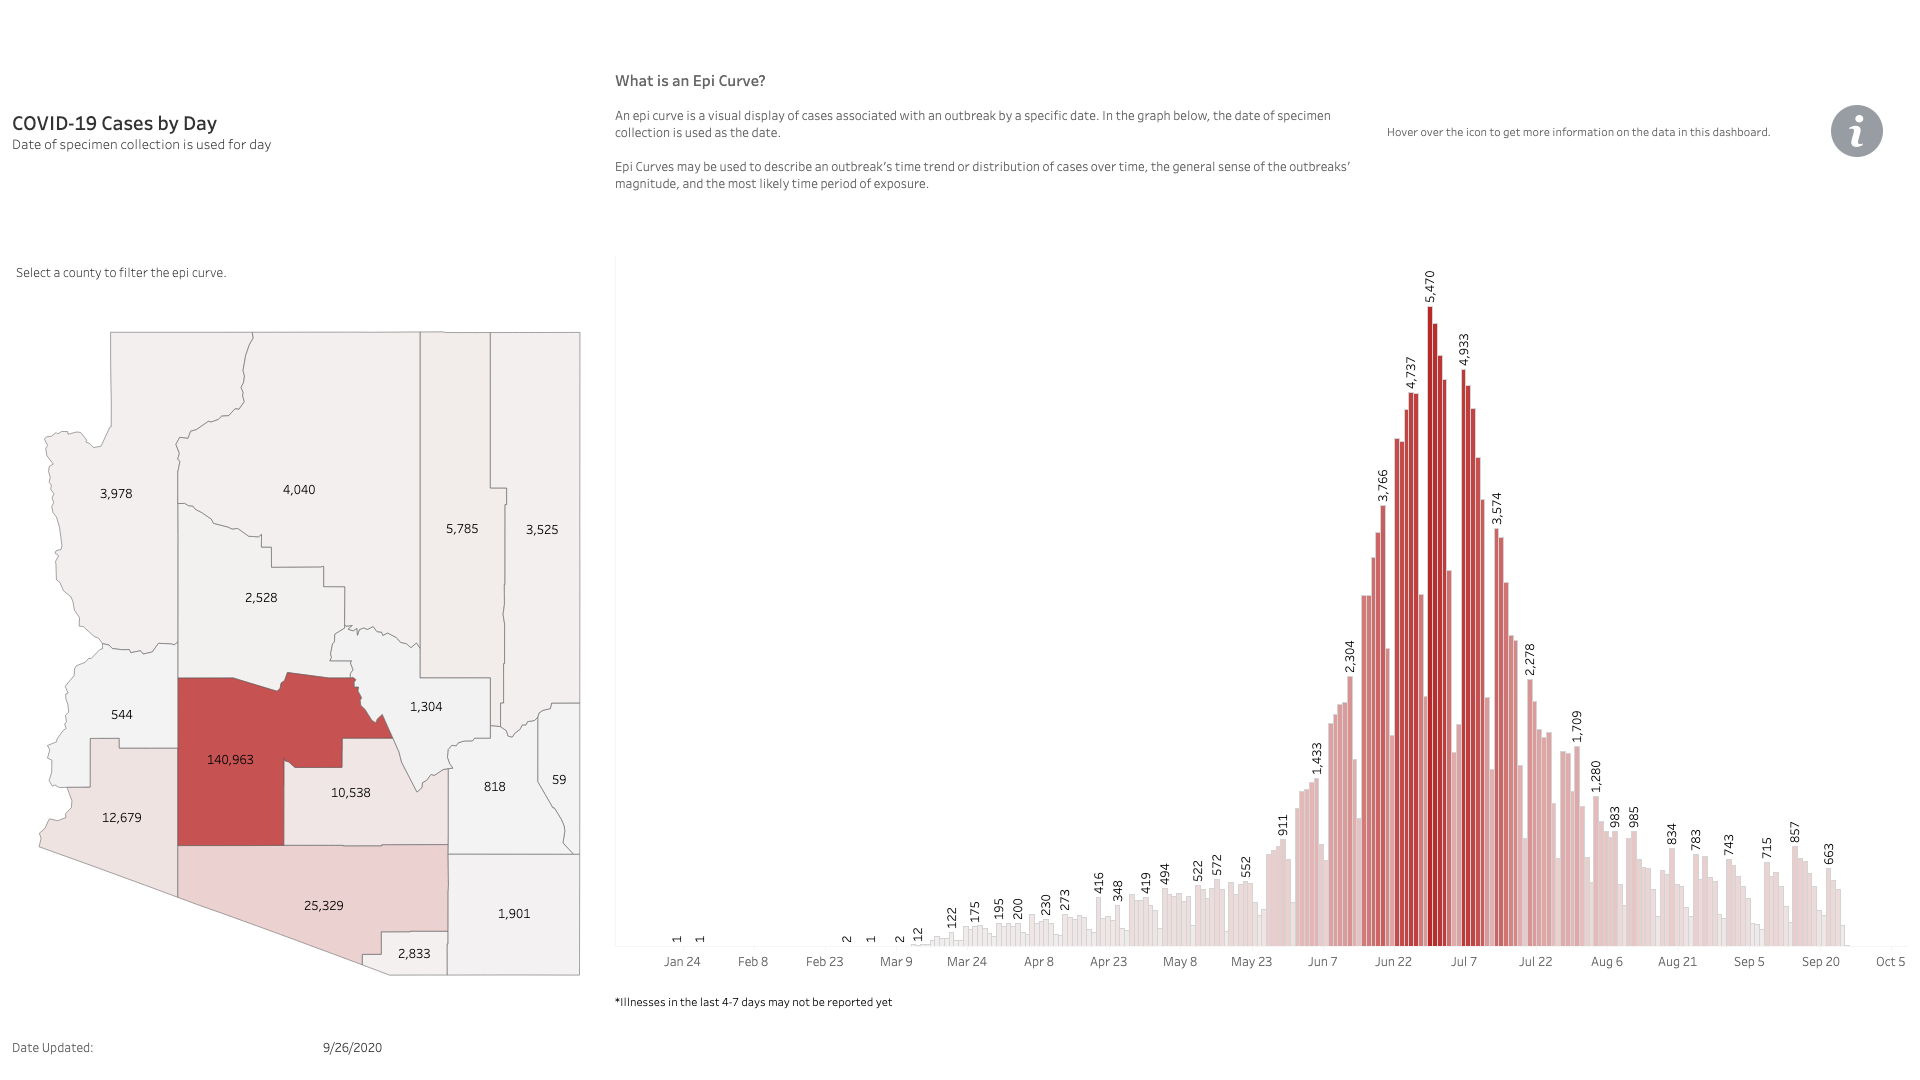 What is an Epi Curve?
COVID-19 Cases by Day
Date of specimen collection is used for day
An epi curve is a visual display of cases associated with an outbreak by a specific date. In the graph below, the date of specimen
collection is used as the date.
Epi Curves may be used to describe an outbreak's time trend or distribution of cases over time, the general sense of the outbreaks'
magnitude, and the most likely time period of exposure.
Hover over the icon to get more information on the data in this dashboard.
i
Select a county to filter the epi curve.
3,978
4,040
5,785
3,525
2,528
544
1,304
140,963
818
59
10,538
12,679
25,329
1,901
2,833
1
1
2
1
2
12
122
175
195
200
230
273
416
348
419
494
522
572
552
911
1,433
2,304
3,766
4,737
5,470
4,933
3,574
2,278
1,709
1,280
983
985
834
783
743
715
857
663
Jan 24
Feb 8
Feb 23
Mar 9
Mar 24
Apr 8
Apr 23
May 8
May 23
Jun 7
Jun 22
Jul 7
Jul 22
Aug 6
Aug 21
Sep 5
Sep 20
Oct 5
*Illnesses in the last 4-7 days may not be reported yet
Date Updated:
9/26/2020